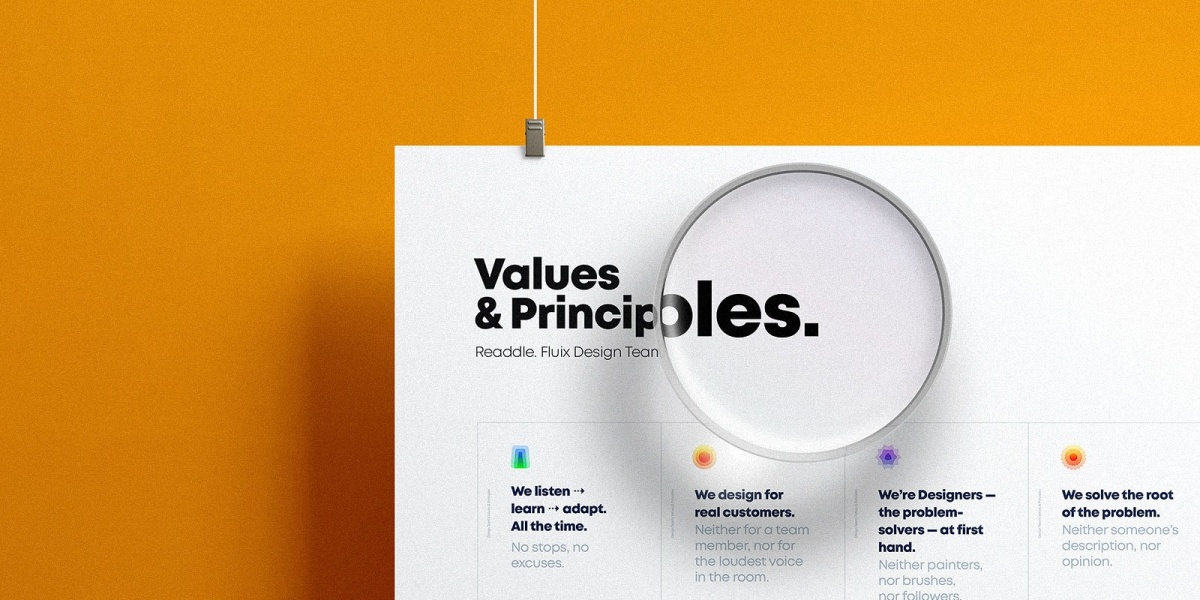 Values
& Principles.
Readdle. Fluix Design Team
We listen ⇢
learn ⇢ adapt.
All the time.
No stops, no
excuses.
We design for
real customers.
Neither for a team
member, nor for
the loudest voice
in the room.
We're Designers —
the problem-
solvers — at first
hand.
Neither painters,
nor brushes,
nor followers.
We solve the root
of the problem.
Neither someone's
description, nor
opinion.